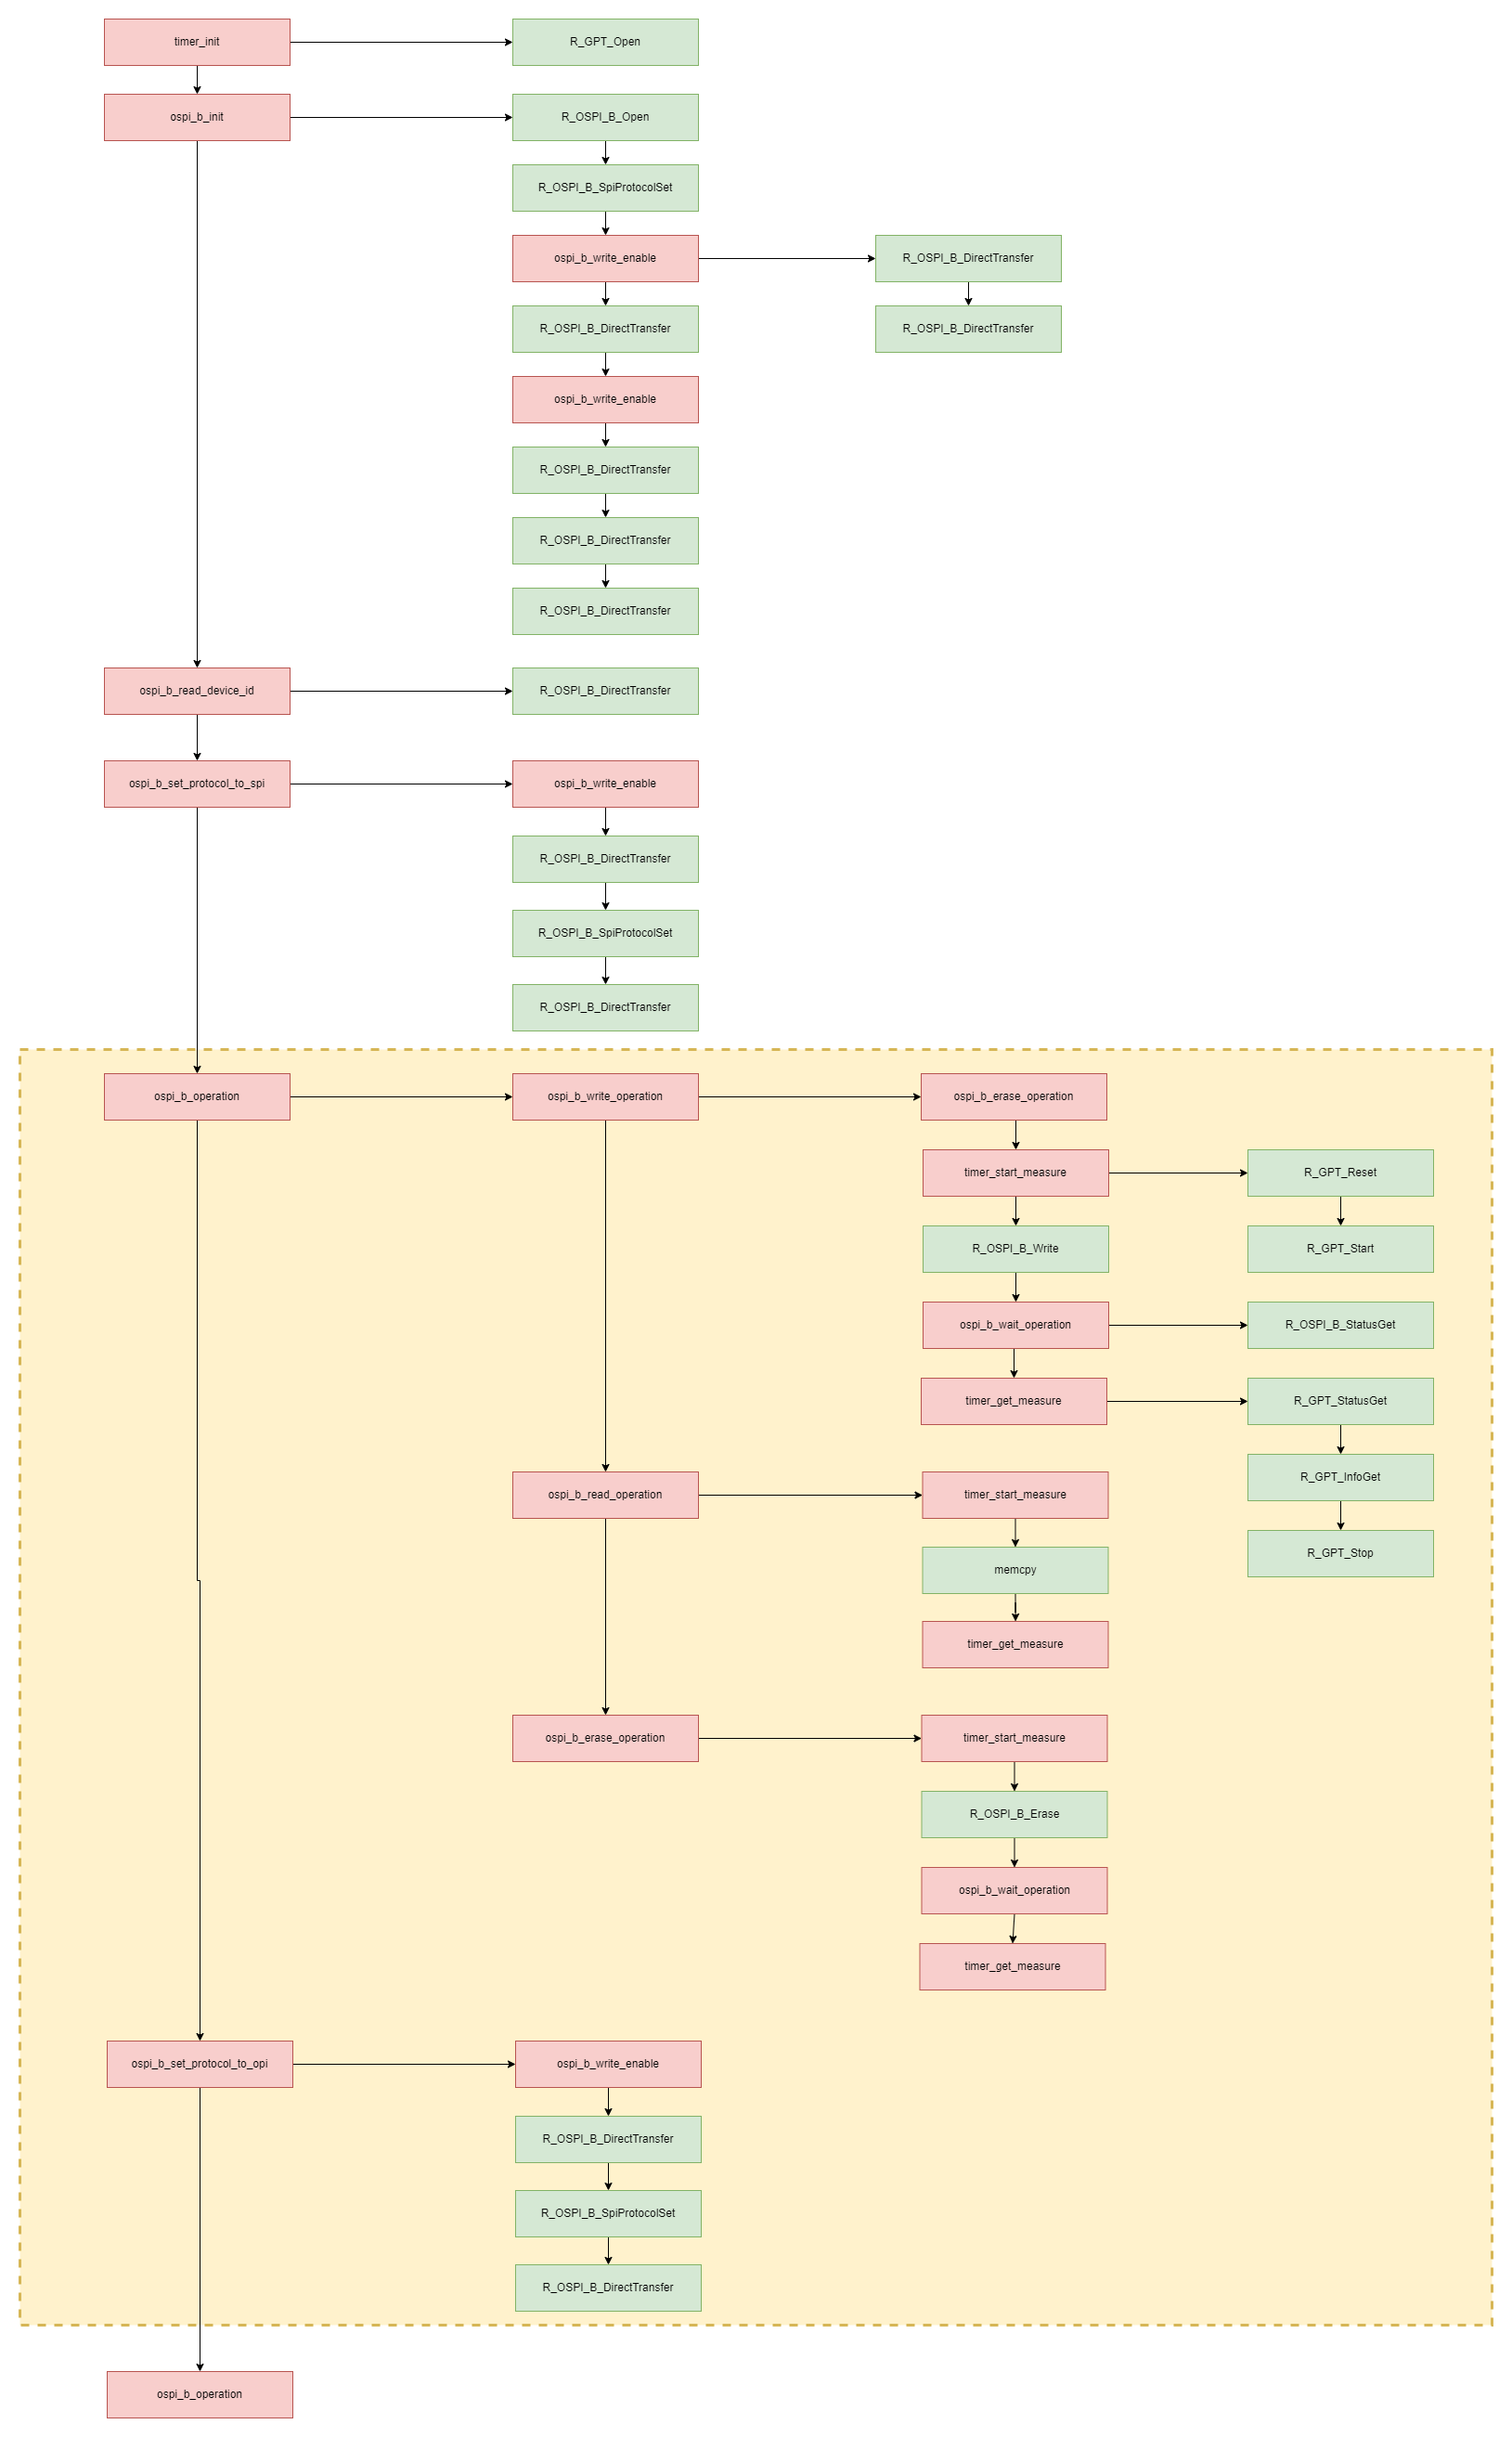 timer_init
R_GPT_Open
ospi_b_init
R_OSPI_B_Open
R_OSPI_B_SpiProtocolSet
ospi_b_write_enable
R_OSPI_B_DirectTransfer
R_OSPI_B_DirectTransfer
R_OSPI_B_DirectTransfer
ospi_b_write_enable
R_OSPI_B_DirectTransfer
R_OSPI_B_DirectTransfer
R_OSPI_B_DirectTransfer
ospi_b_read_device_id
R_OSPI_B_DirectTransfer
ospi_b_set_protocol_to_spi
ospi_b_write_enable
R_OSPI_B_DirectTransfer
R_OSPI_B_SpiProtocolSet
R_OSPI_B_DirectTransfer
ospi_b_operation
ospi_b_write_operation
ospi_b_erase_operation
timer_start_measure
R_GPT_Reset
R_OSPI_B_Write
R_GPT_Start
ospi_b_wait_operation
R_OSPI_B_StatusGet
timer_get_measure
R_GPT_StatusGet
R_GPT_InfoGet
ospi_b_read_operation
timer_start_measure
R_GPT_Stop
memcpy
timer_get_measure
ospi_b_erase_operation
timer_start_measure
R_OSPI_B_Erase
ospi_b_wait_operation
timer_get_measure
ospi_b_set_protocol_to_opi
ospi_b_write_enable
R_OSPI_B_DirectTransfer
R_OSPI_B_SpiProtocolSet
R_OSPI_B_DirectTransfer
ospi_b_operation